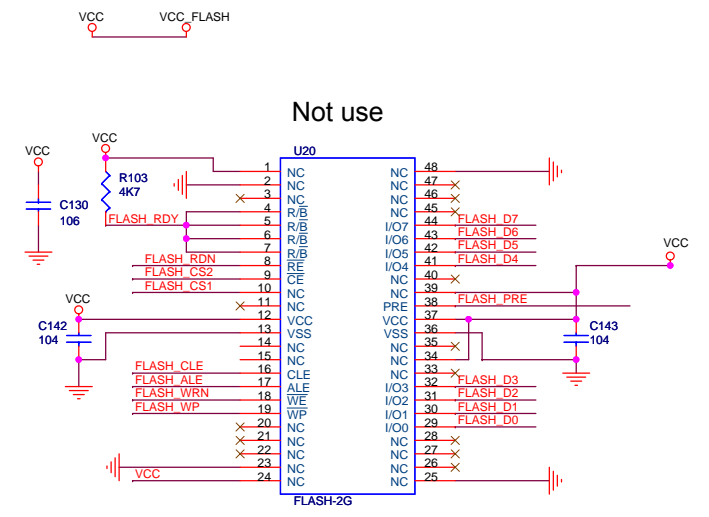 VCC VCC_FLASH
Not use
VCC
VCC
C130
106
R103
4K7
U20
FLASH-2G
1 NC
2 NC
3 NC
4 R/B
5 R/B
6 R/B
7 R/B
8 RE
9 CE
10 NC
11 NC
12 VCC
13 VSS
14 NC
15 NC
16 CLE
17 ALE
18 WE
19 WP
20 NC
21 NC
22 NC
23 NC
24 NC
FLASH_RDY
FLASH_RDN
FLASH_CS2
FLASH_CS1
VCC
C142
104
FLASH_CLE
FLASH_ALE
FLASH_WRN
FLASH_WP
VCC
NC 48
NC 47
NC 46
NC 45
I/O7 44 FLASH_D7
I/O6 43 FLASH_D6
I/O5 42 FLASH_D5
I/O4 41 FLASH_D4
NC 40
NC 39
PRE 38 FLASH_PRE
VCC 37
VSS 36
NC 35
NC 34
NC 33
I/O3 32 FLASH_D3
I/O2 31 FLASH_D2
I/O1 30 FLASH_D1
I/O0 29 FLASH_D0
NC 28
NC 27
NC 26
NC 25
VCC
C143
104